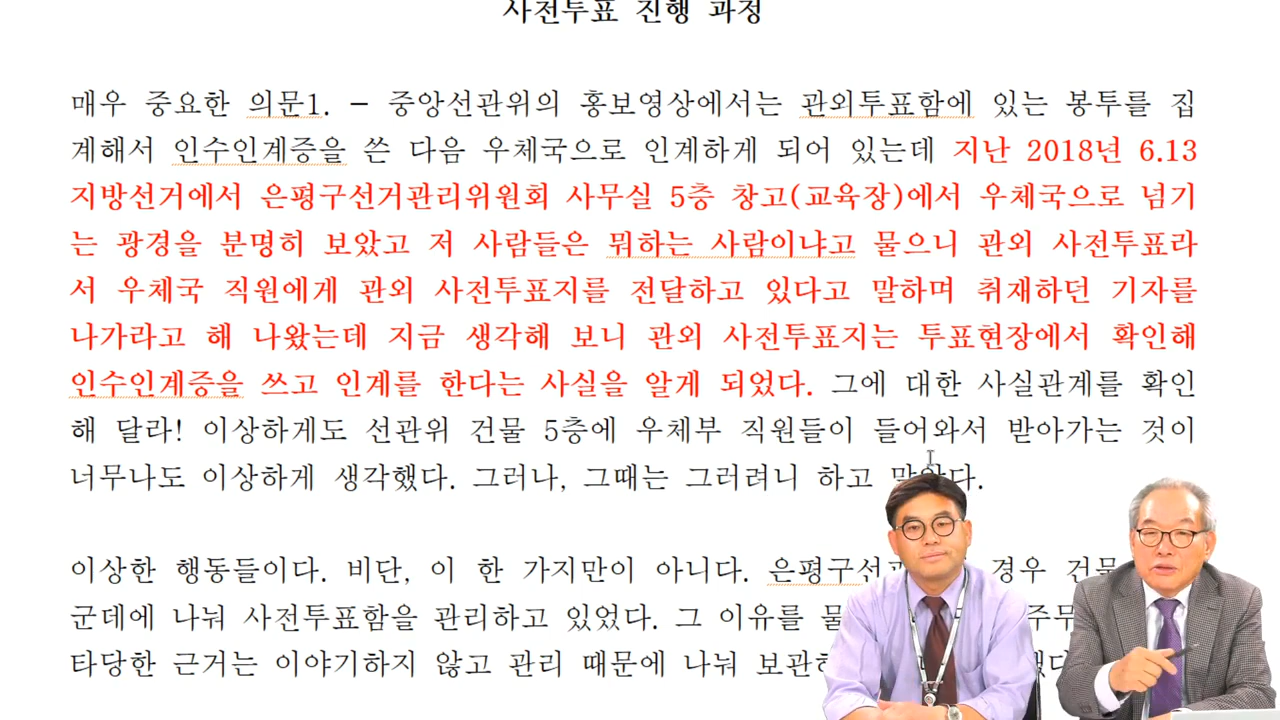 사전투표 진행 과정
매우 중요한 의문1. - 중앙선관위의 홍보영상에서는 관외투표함에 있는 봉투를 집
계해서 인수인계증을 쓴 다음 우체국으로 인계하게 되어 있는데 지난 2018년 6.13
지방선거에서 은평구선거관리위원회 사무실 5층 창고(교육장)에서 우체국으로 넘기
는 광경을 분명히 보았고 저 사람들은 뭐하는 사람이냐고 물으니 관외 사전투표라
서 우체국 직원에게 관외 사전투표지를 전달하고 있다고 말하며 취재하던 기자를
나가라고 해 나왔는데 지금 생각해 보니 관외 사전투표지는 투표현장에서 확인해
인수인계증을 쓰고 인계를 한다는 사실을 알게 되었다. 그에 대한 사실관계를 확인
해 달라! 이상하게도 선관위 건물 5층에 우체부 직원들이 들어와서 받아가는 것이
너무나도 이상하게 생각했다. 그러나, 그때는 그러려니 하고 말았다.
이상한 행동들이다. 비단, 이 한 가지만이 아니다. 은평구선 경우
군데에 나눠 사전투표함을 관리하고 있었다. 그 이유를
타당한 근거는 이야기하지 않고 관리 때문에 나눠